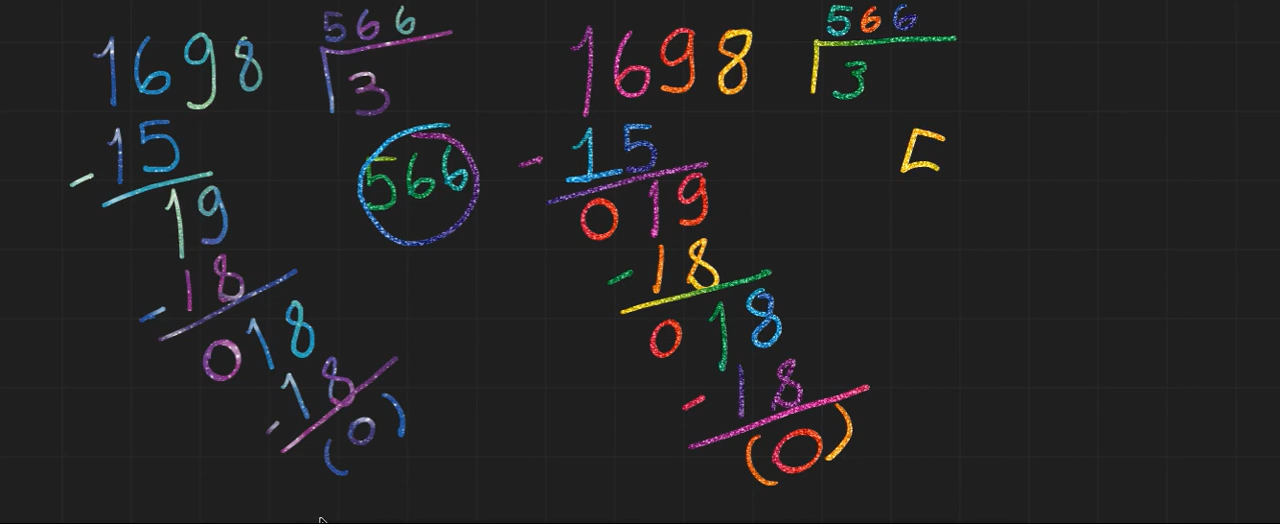 566 566
1698 3 1698 3
- 15 566 - 15 5
19 019
- 18 - 18
018 018
- 18 - 18
(0) (0)